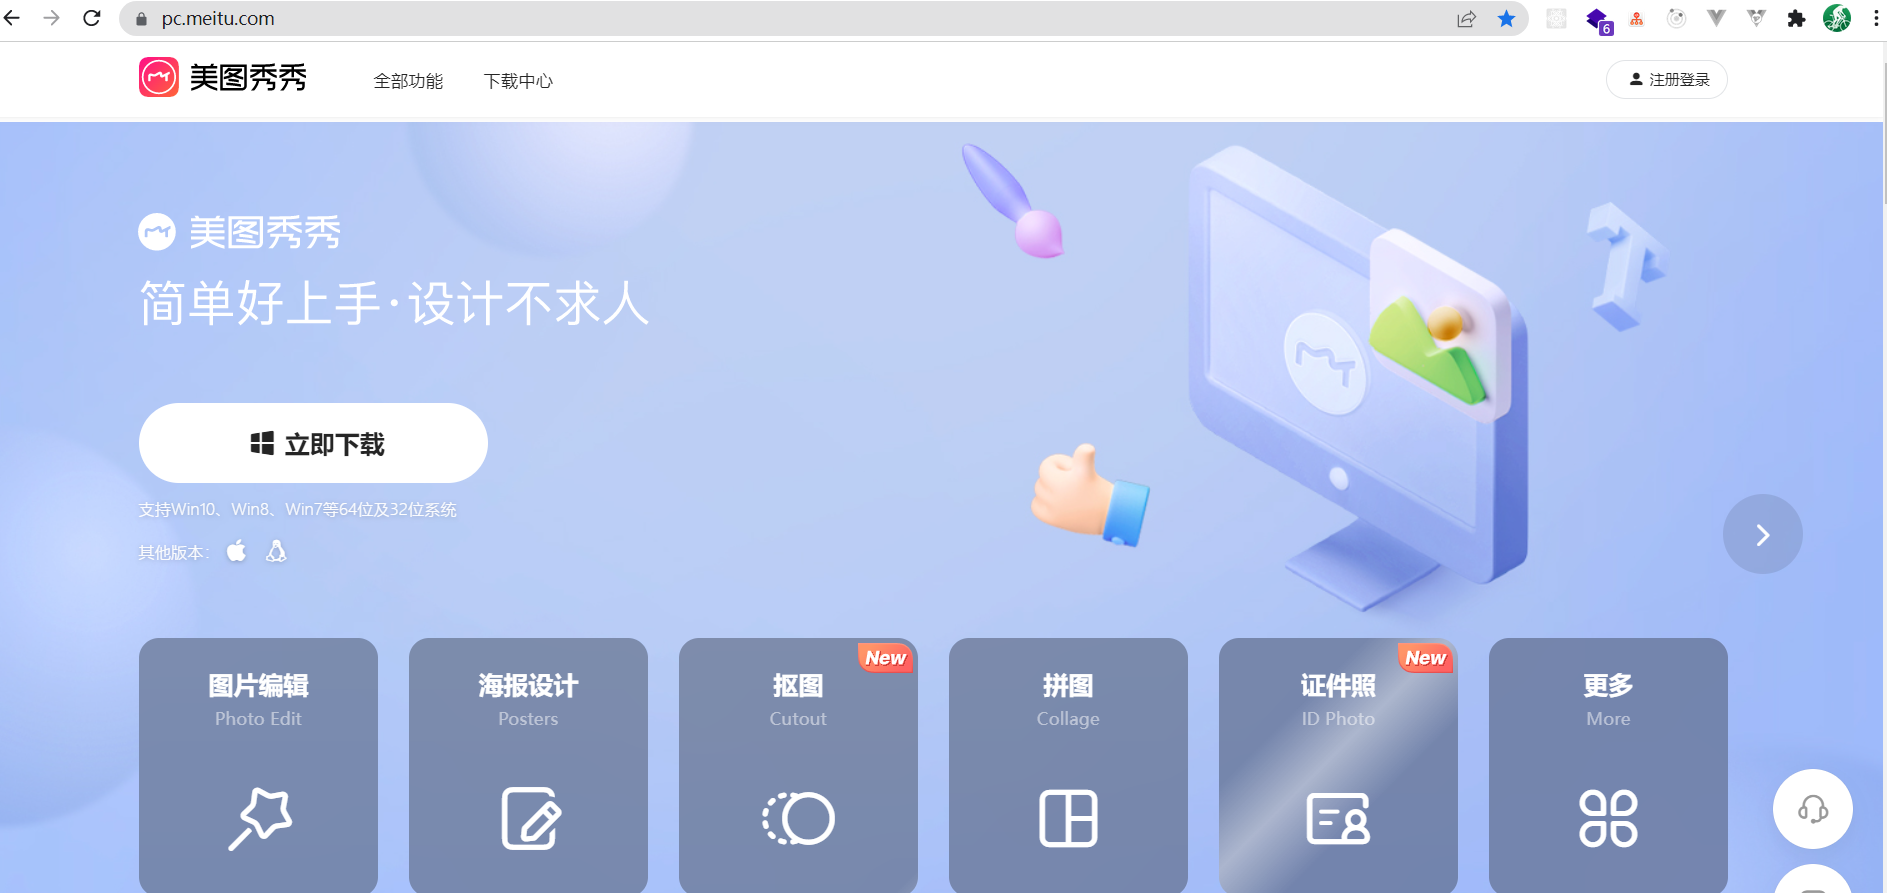 pc.meitu.com
6
美图秀秀
全部功能
下载中心
注册登录
美图秀秀
简单好上手·设计不求人
立即下载
支持Win10、Win8、Win7等64位及32位系统
其他版本：
图片编辑
Photo Edit
海报设计
Posters
New
抠图
Cutout
拼图
Collage
New
证件照
ID Photo
更多
More